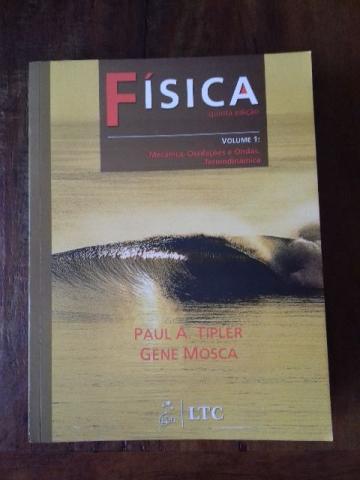 FÍSICA
quinta edição
VOLUME 1:
Mecânica, Oscilações e Ondas,
Termodinâmica
PAUL A. TIPLER
GENE MOSCA
LTC